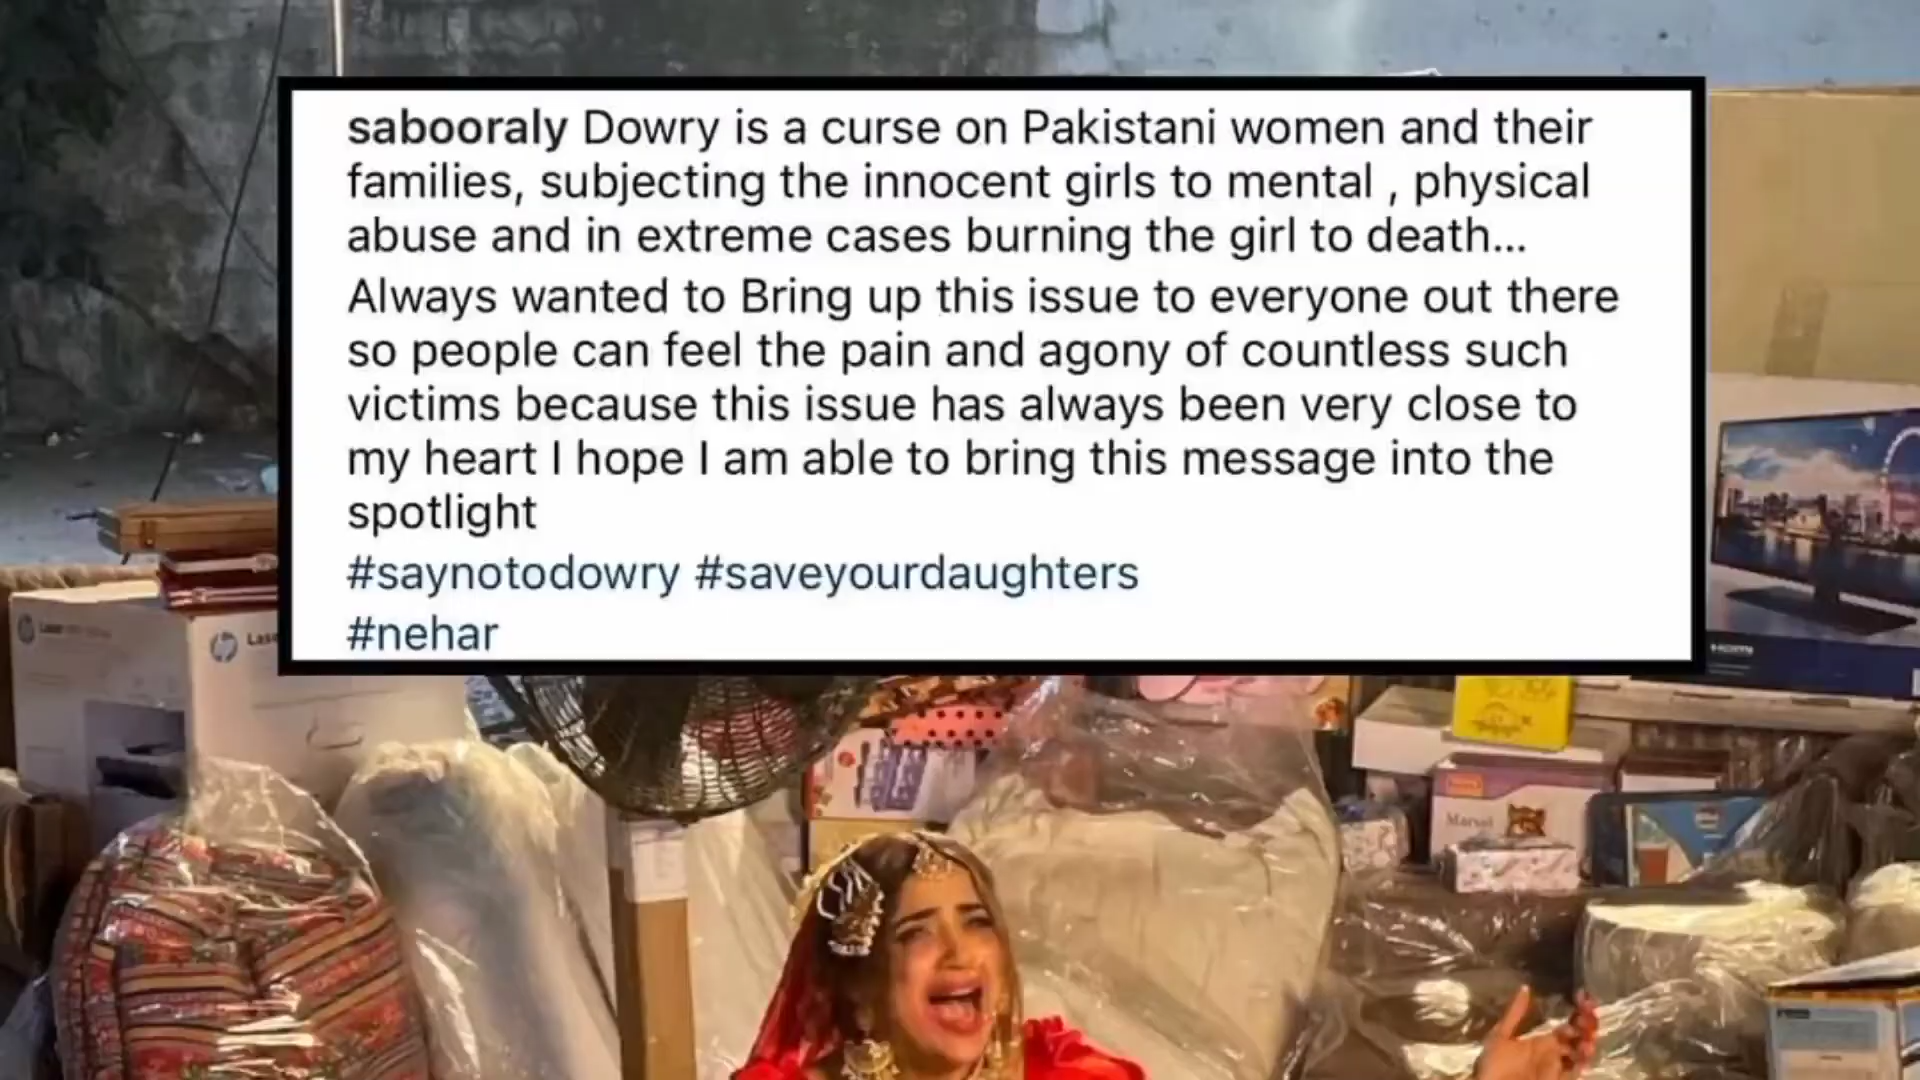 sabooraly Dowry is a curse on Pakistani women and their
families, subjecting the innocent girls to mental , physical
abuse and in extreme cases burning the girl to death...
Always wanted to Bring up this issue to everyone out there
so people can feel the pain and agony of countless such
victims because this issue has always been very close to
my heart I hope I am able to bring this message into the
spotlight
#saynotodowry #saveyourdaughters
#nehar
hp
Marvel